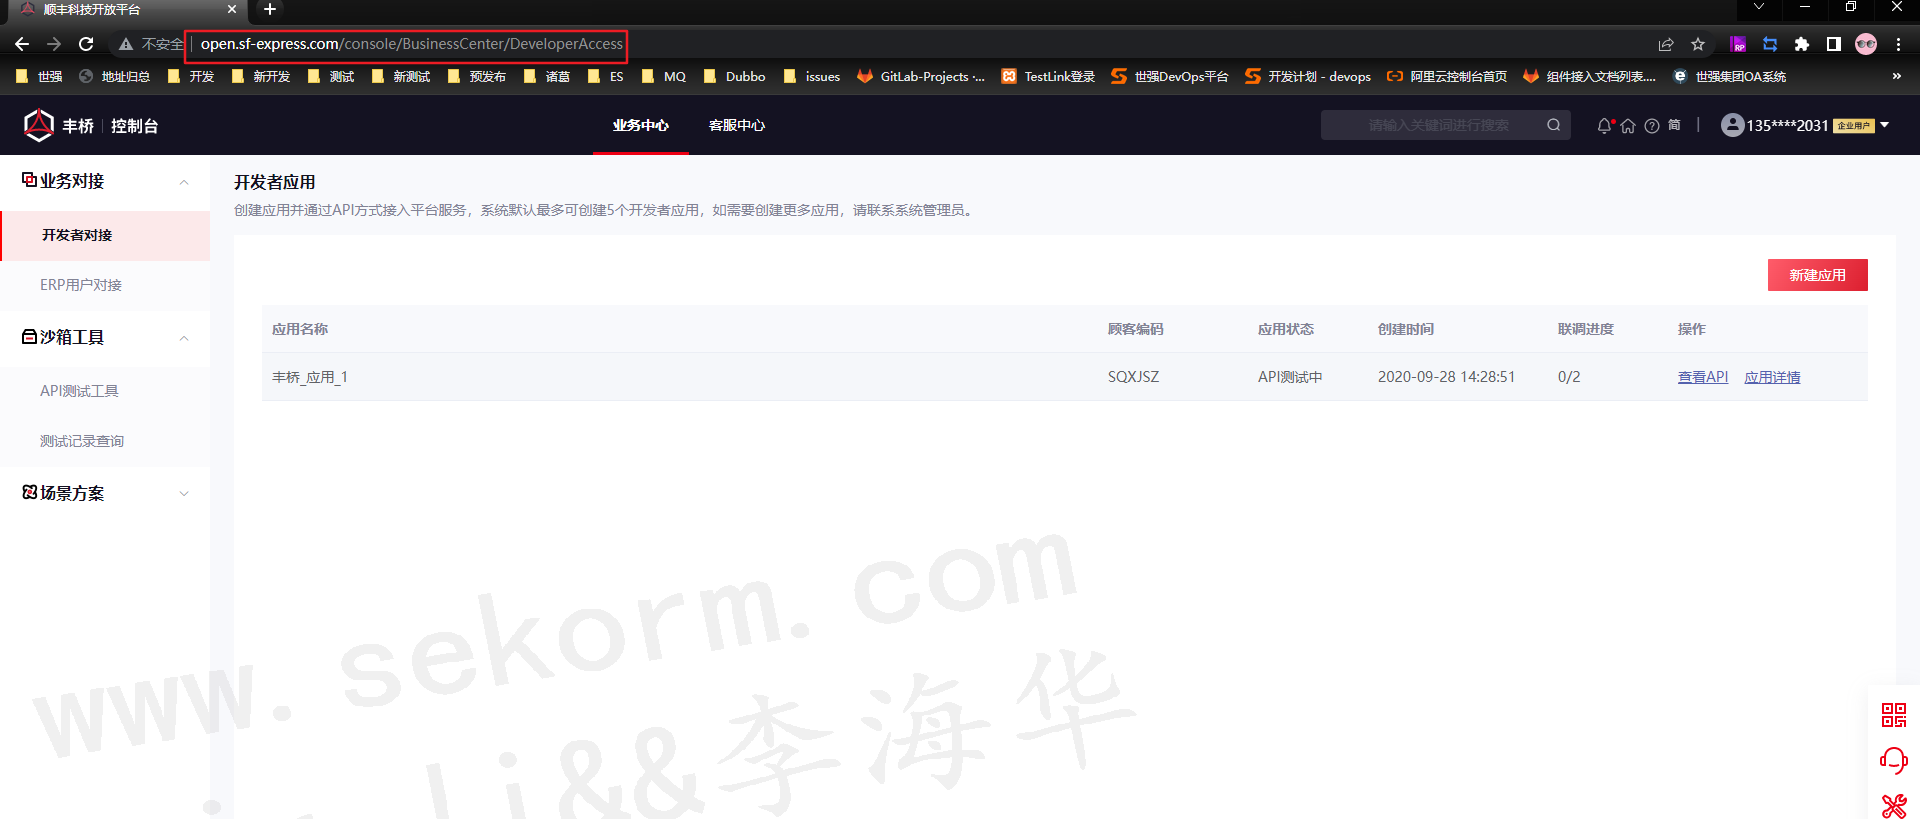 顺丰科技开放平台
不安全 open.sf-express.com/console/BusinessCenter/DeveloperAccess
世强 地址归总 开发 新开发 测试 新测试 预发布 诸葛 ES MQ Dubbo issues GitLab-Projects ·... TestLink登录 世强DevOps平台 开发计划 - devops 阿里云控制台首页 组件接入文档列表.... 世强集团OA系统 »
丰桥 控制台 业务中心 客服中心 请输入关键词进行搜索 简 135****2031 企业用户
业务对接
开发者对接
ERP用户对接
沙箱工具
API测试工具
测试记录查询
场景方案
开发者应用
创建应用并通过API方式接入平台服务，系统默认最多可创建5个开发者应用，如需要创建更多应用，请联系系统管理员。
新建应用
应用名称 顾客编码 应用状态 创建时间 联调进度 操作
丰桥_应用_1 SQXJSZ API测试中 2020-09-28 14:28:51 0/2 查看API 应用详情
www.sekorm.com
li&&李海华